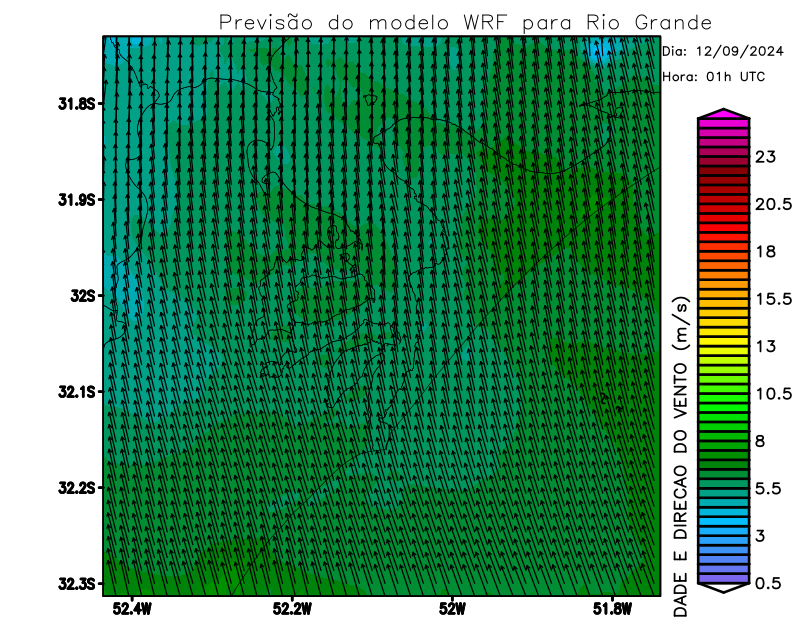 Previsão do modelo WRF para Rio Grande
Dia: 12/09/2024
Hora: 01h UTC
31.8S
31.9S
32S
32.1S
32.2S
32.3S
52.4W
52.2W
52W
51.8W
DADE E DIRECAO DO VENTO (m/s)
23
20.5
18
15.5
13
10.5
8
5.5
3
0.5